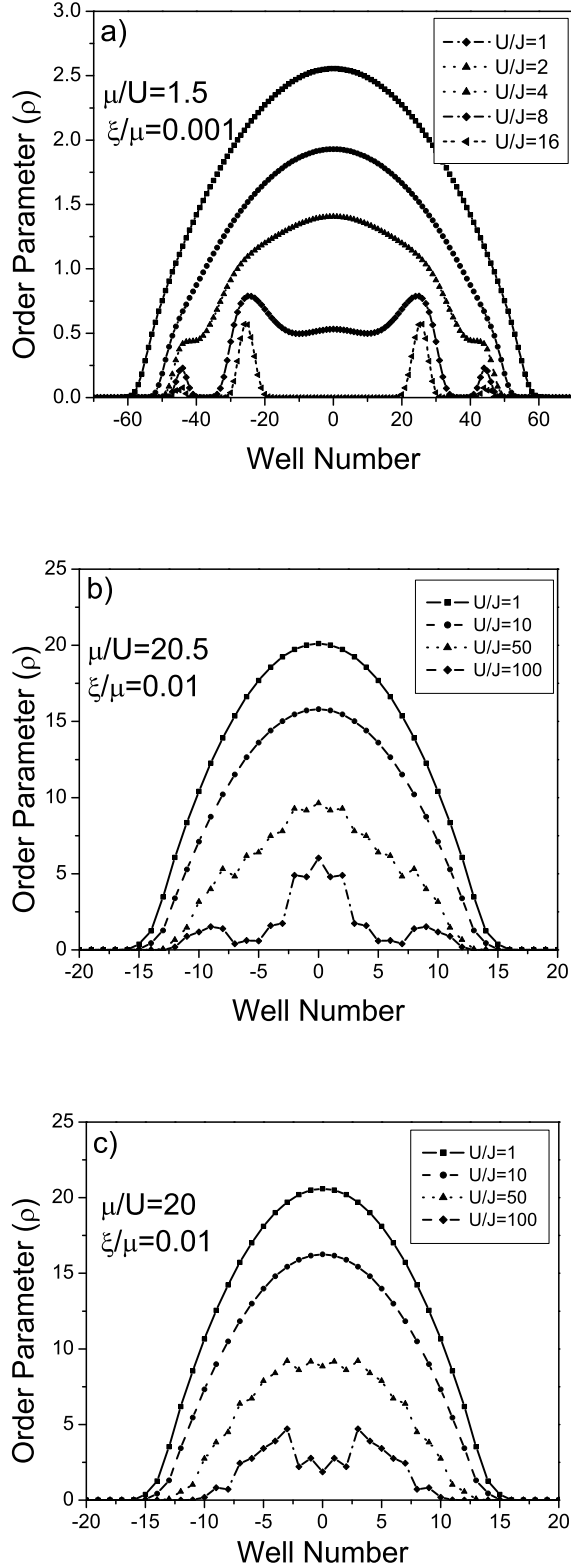 a)
μ/U=1.5
ξ/μ=0.001
U/J=1
U/J=2
U/J=4
U/J=8
U/J=16
Order Parameter (ρ)
3.0
2.5
2.0
1.5
1.0
0.5
0.0
-60 -40 -20 0 20 40 60
Well Number
b)
μ/U=20.5
ξ/μ=0.01
U/J=1
U/J=10
U/J=50
U/J=100
Order Parameter (ρ)
25
20
15
10
5
0
-20 -15 -10 -5 0 5 10 15 20
Well Number
c)
μ/U=20
ξ/μ=0.01
U/J=1
U/J=10
U/J=50
U/J=100
Order Parameter (ρ)
25
20
15
10
5
0
-20 -15 -10 -5 0 5 10 15 20
Well Number